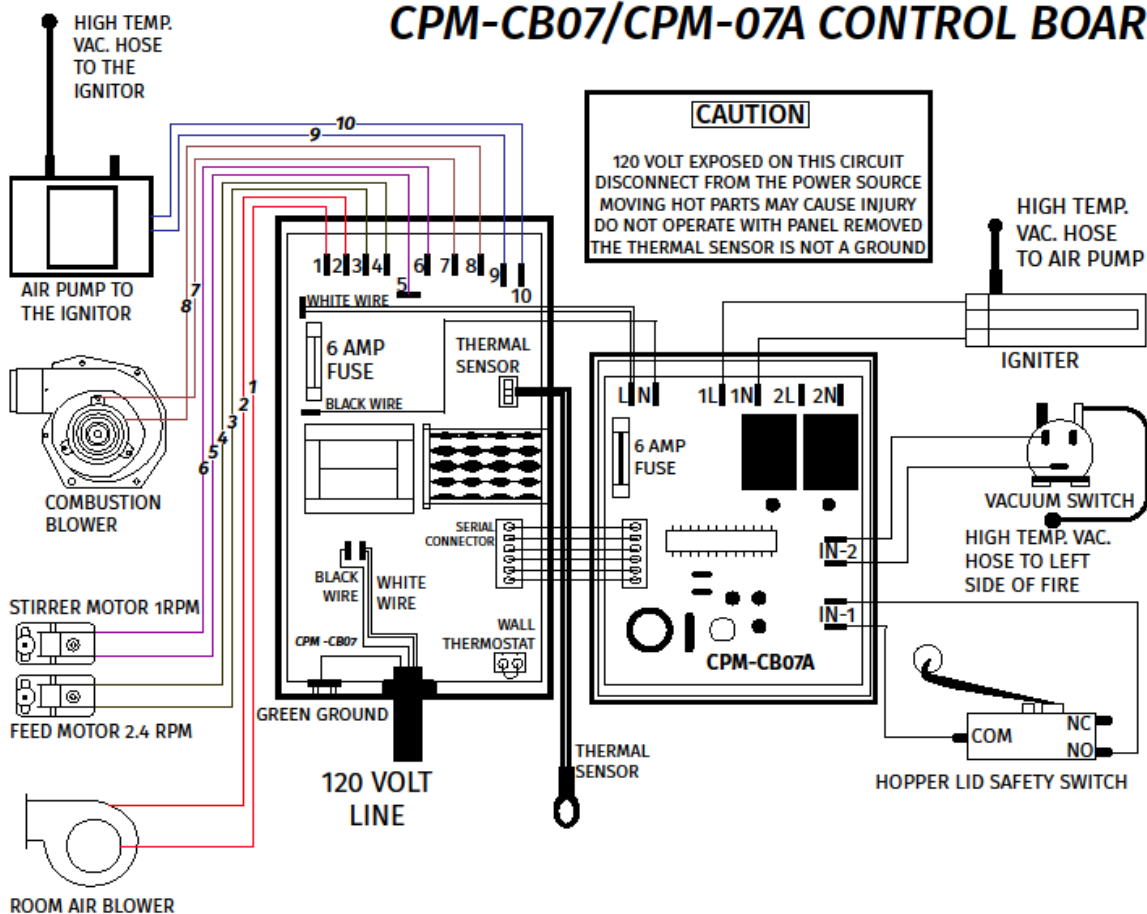 CPM-CB07/CPM-07A CONTROL BOAR
HIGH TEMP.
VAC. HOSE
TO THE
IGNITOR
10
9
CAUTION
120 VOLT EXPOSED ON THIS CIRCUIT
DISCONNECT FROM THE POWER SOURCE
MOVING HOT PARTS MAY CAUSE INJURY
DO NOT OPERATE WITH PANEL REMOVED
THE THERMAL SENSOR IS NOT A GROUND
HIGH TEMP.
VAC. HOSE
TO AIR PUMP
AIR PUMP TO
THE IGNITOR
7
8
1 2 3 4 5 6 7 8 9 10
WHITE WIRE
6 AMP
FUSE
BLACK WIRE
THERMAL
SENSOR
IGNITER
L N 1L 1N 2L 2N
6 AMP
FUSE
1
2
3
4
5
6
COMBUSTION
BLOWER
VACUUM SWITCH
SERIAL
CONNECTOR
IN-2
HIGH TEMP. VAC.
HOSE TO LEFT
SIDE OF FIRE
BLACK
WIRE
WHITE
WIRE
IN-1
STIRRER MOTOR 1RPM
CPM -CB07
WALL
THERMOSTAT
CPM-CB07A
GREEN GROUND
FEED MOTOR 2.4 RPM
COM
NC
NO
HOPPER LID SAFETY SWITCH
THERMAL
SENSOR
120 VOLT
LINE
ROOM AIR BLOWER